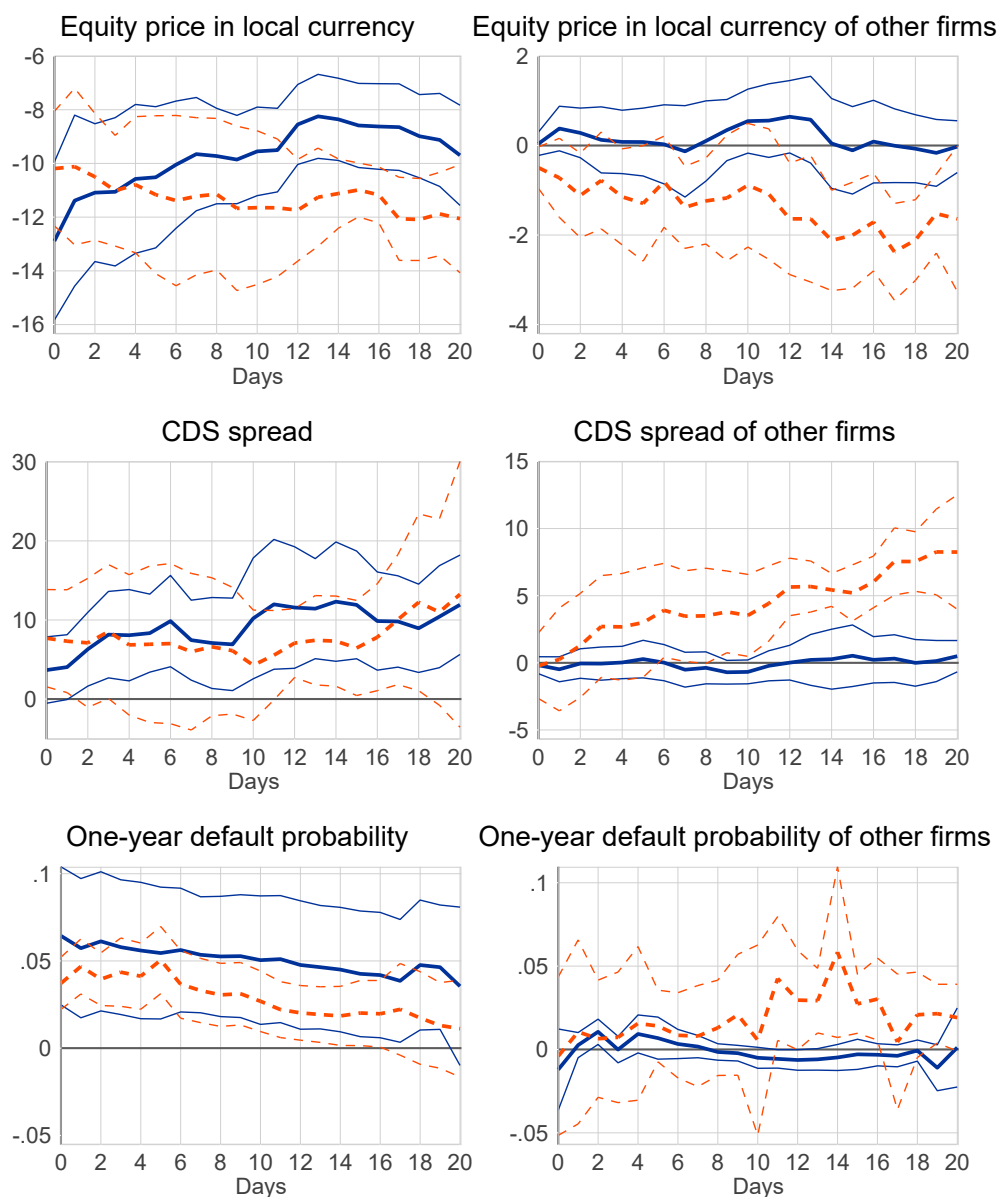 Equity price in local currency
-6
-8
-10
-12
-14
-16
0 2 4 6 8 10 12 14 16 18 20
Days
Equity price in local currency of other firms
2
0
-2
-4
0 2 4 6 8 10 12 14 16 18 20
Days
CDS spread
30
20
10
0
0 2 4 6 8 10 12 14 16 18 20
Days
CDS spread of other firms
15
10
5
0
-5
0 2 4 6 8 10 12 14 16 18 20
Days
One-year default probability
.1
.05
0
-.05
0 2 4 6 8 10 12 14 16 18 20
Days
One-year default probability of other firms
.1
.05
0
-.05
0 2 4 6 8 10 12 14 16 18 20
Days